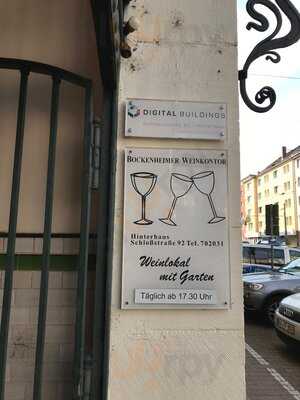 DIGITAL BUILDINGS
BOCKENHEIMER WEINKONTOR
Hinterhaus
Schloßstraße 92 Tel. 702031
Weinlokal
mit Garten
Täglich ab 17.30 Uhr